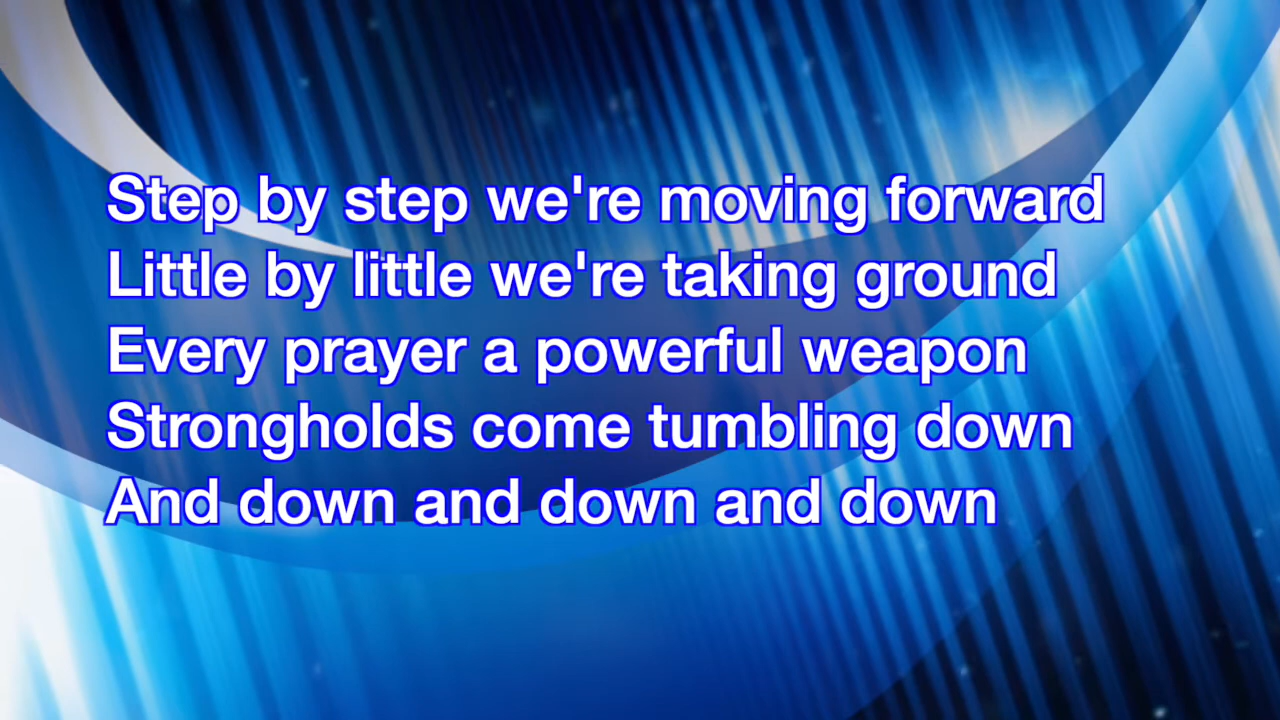 Step by step we're moving forward
Little by little we're taking ground
Every prayer a powerful weapon
Strongholds come tumbling down
And down and down and down